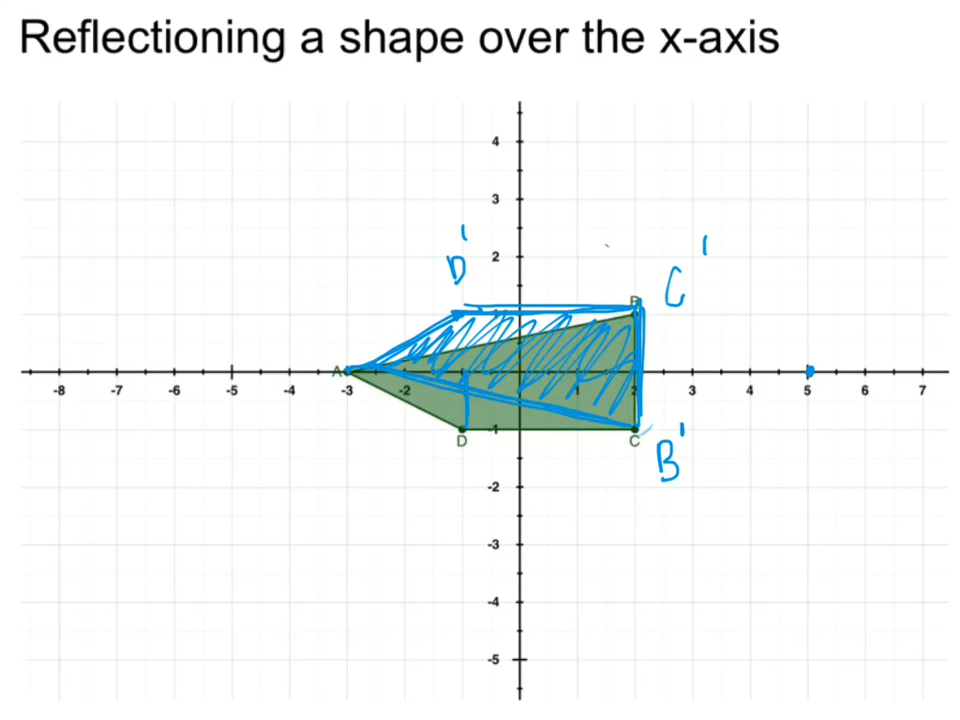 Reflectioning a shape over the x-axis
4
3
D'
2
C'
B
A
-8 -7 -6 -5 -4 -3 -2 1 2 3 4 5 6 7
D -1 C
B'
-2
-3
-4
-5